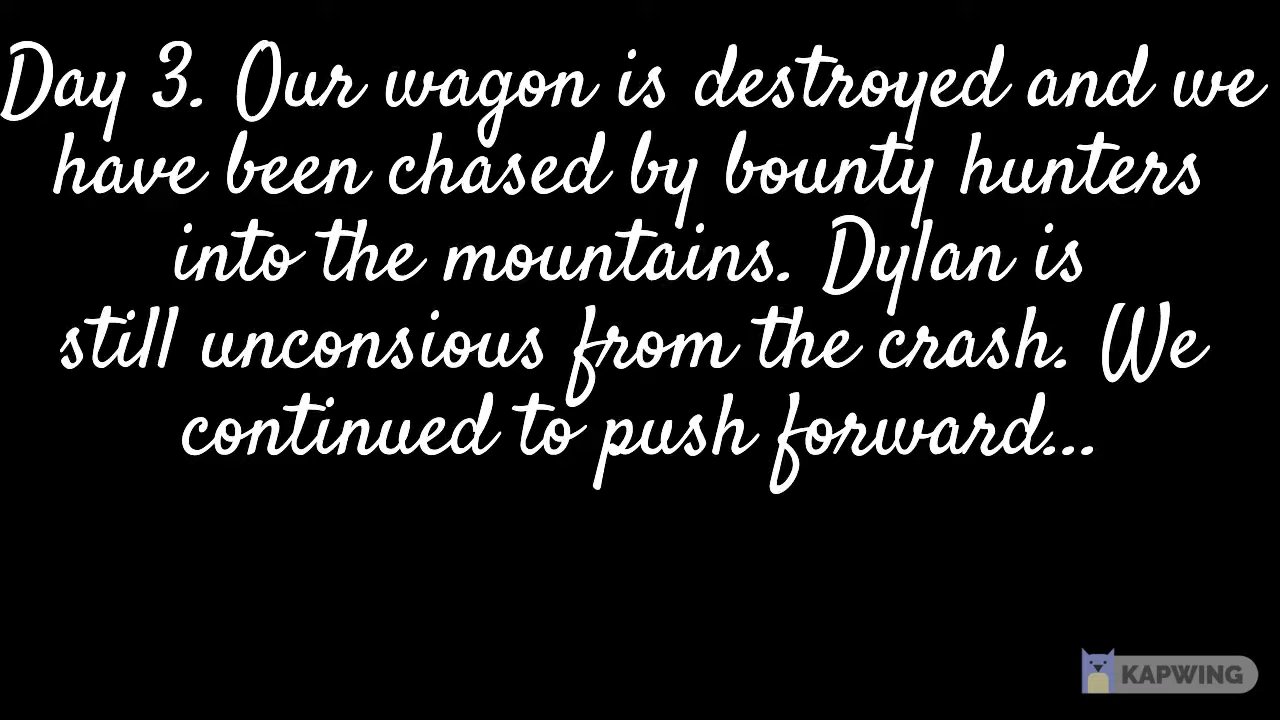 Day 3. Our wagon is destroyed and we
have been chased by bounty hunters
into the mountains. Dylan is
still unconsious from the crash. We
continued to push forward...
KAPWING